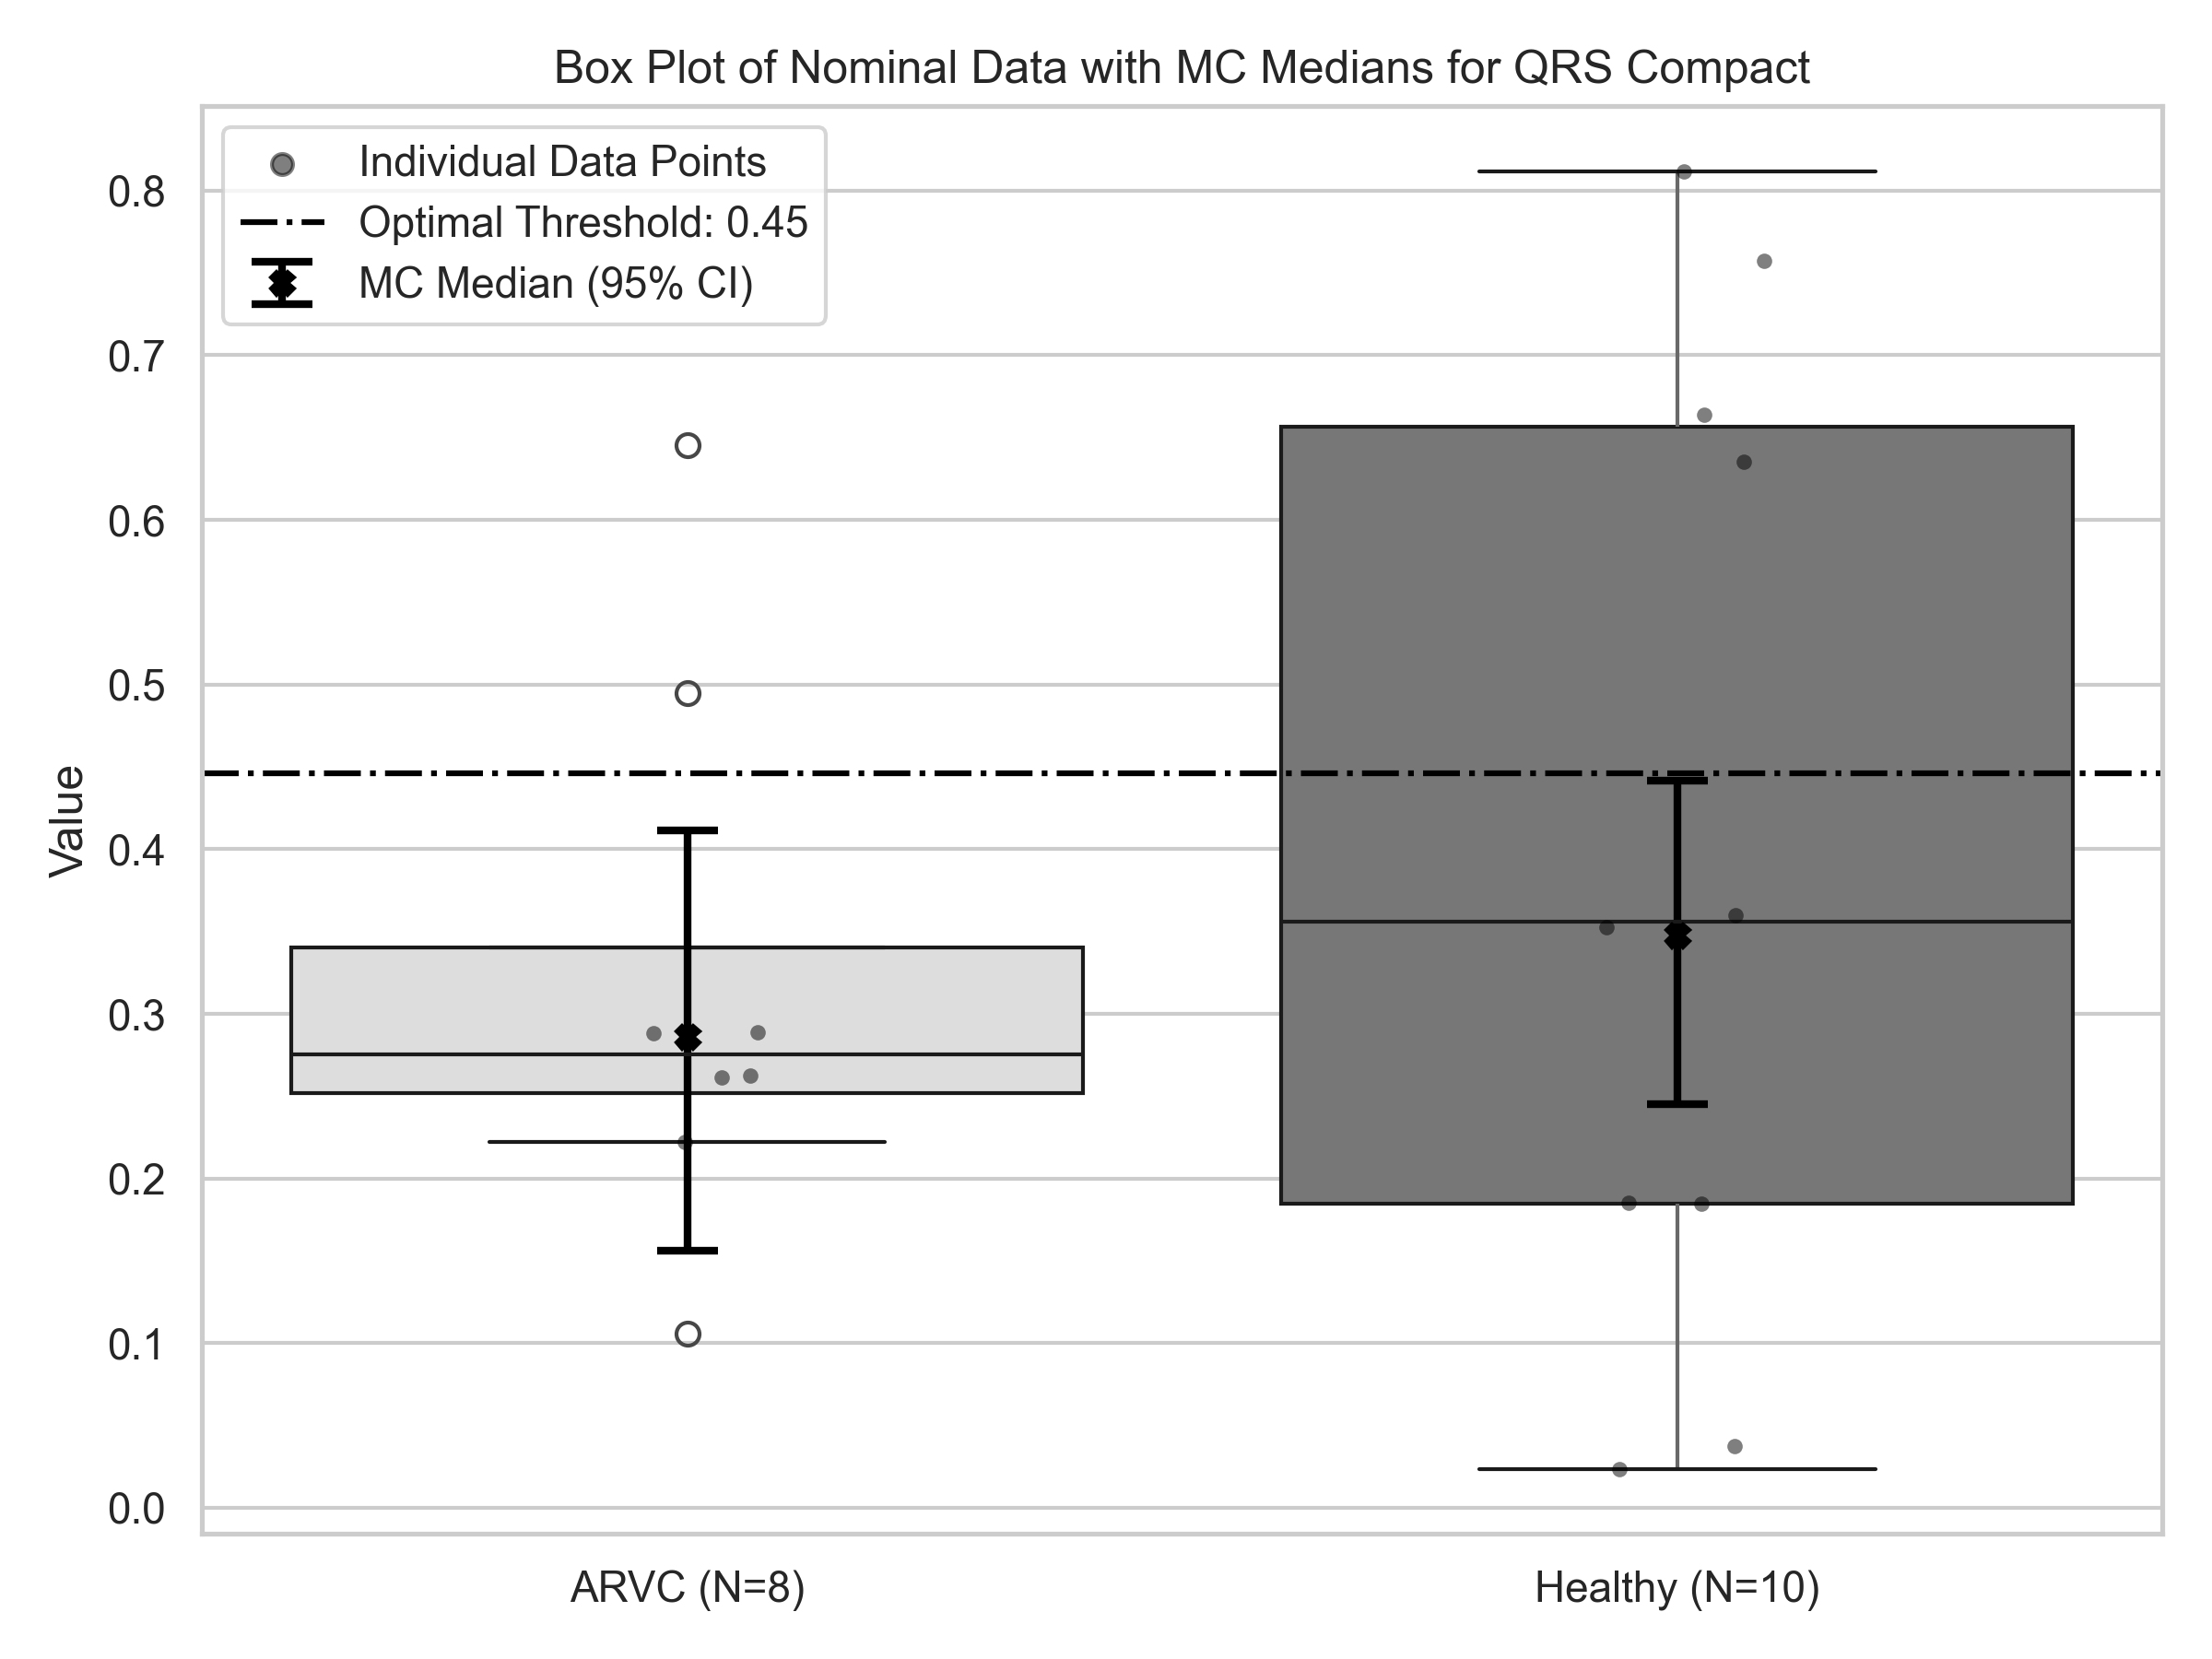 Box Plot of Nominal Data with MC Medians for QRS Compact
Individual Data Points
Optimal Threshold: 0.45
MC Median (95% CI)
0.8
0.7
0.6
0.5
0.4
0.3
0.2
0.1
0.0
Value
ARVC (N=8)
Healthy (N=10)